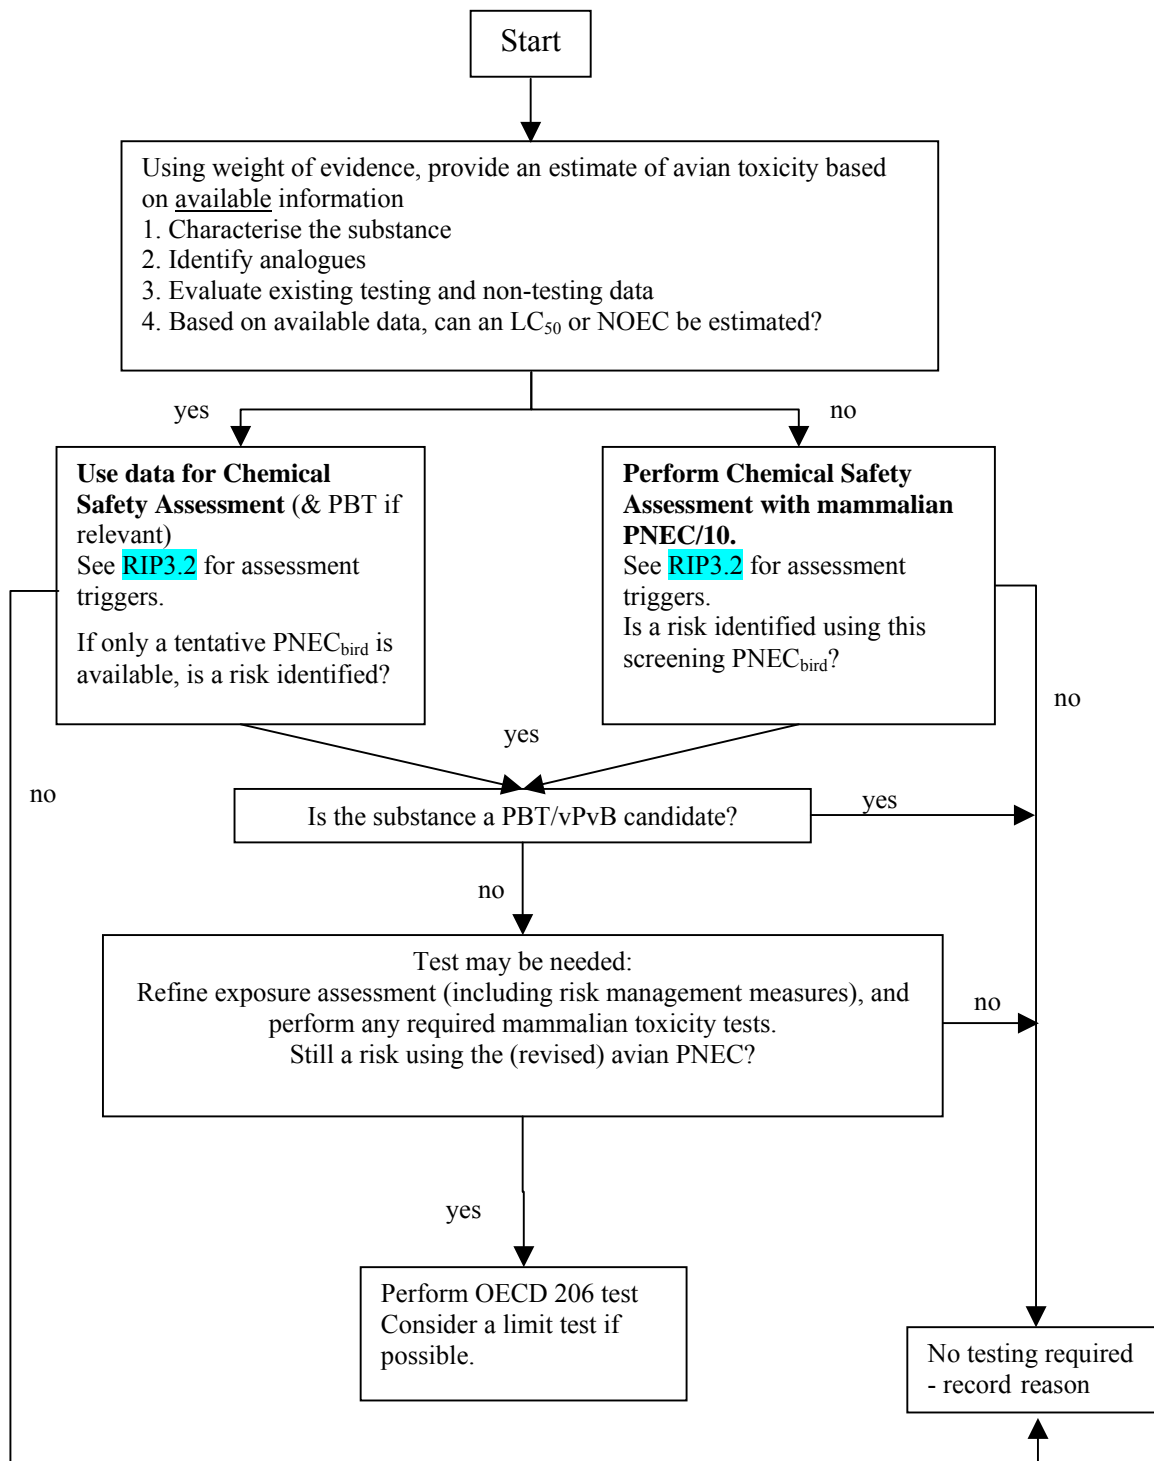 Start
Using weight of evidence, provide an estimate of avian toxicity based
on available information
1. Characterise the substance
2. Identify analogues
3. Evaluate existing testing and non-testing data
4. Based on available data, can an LC50 or NOEC be estimated?
yes
no
Use data for Chemical
Safety Assessment (& PBT if
relevant)
See RIP3.2 for assessment
triggers.
If only a tentative PNECbird is
available, is a risk identified?
Perform Chemical Safety
Assessment with mammalian
PNEC/10.
See RIP3.2 for assessment
triggers.
Is a risk identified using this
screening PNECbird?
no
yes
no
Is the substance a PBT/vPvB candidate?
yes
no
Test may be needed:
Refine exposure assessment (including risk management measures), and
perform any required mammalian toxicity tests.
Still a risk using the (revised) avian PNEC?
no
yes
Perform OECD 206 test
Consider a limit test if
possible.
No testing required
- record reason